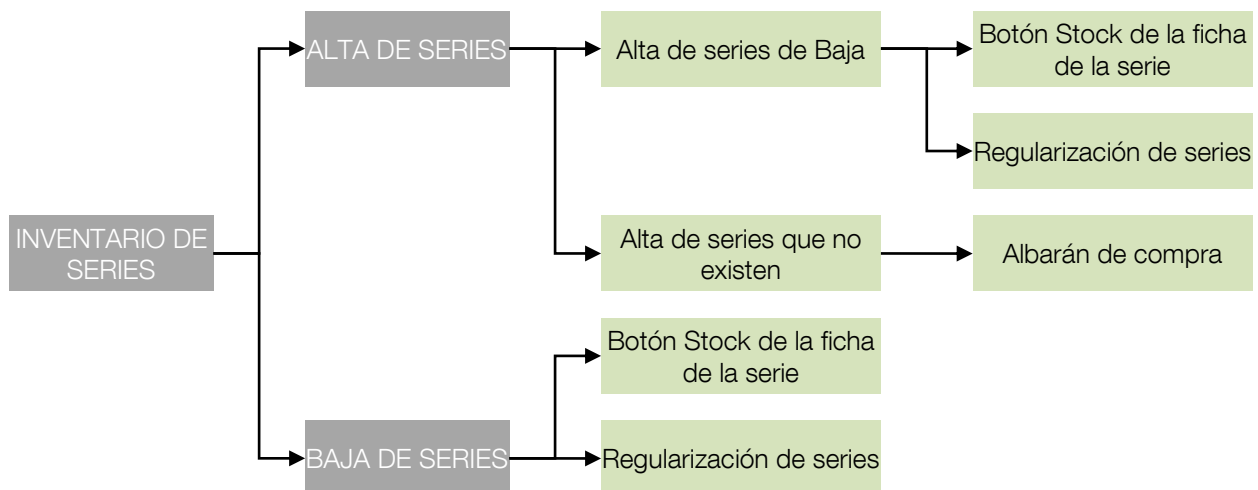 ALTA DE SERIES
Alta de series de Baja
Botón Stock de la ficha
de la serie
Regularización de series
INVENTARIO DE
SERIES
Alta de series que no
existen
Albarán de compra
Botón Stock de la ficha
de la serie
BAJA DE SERIES
Regularización de series